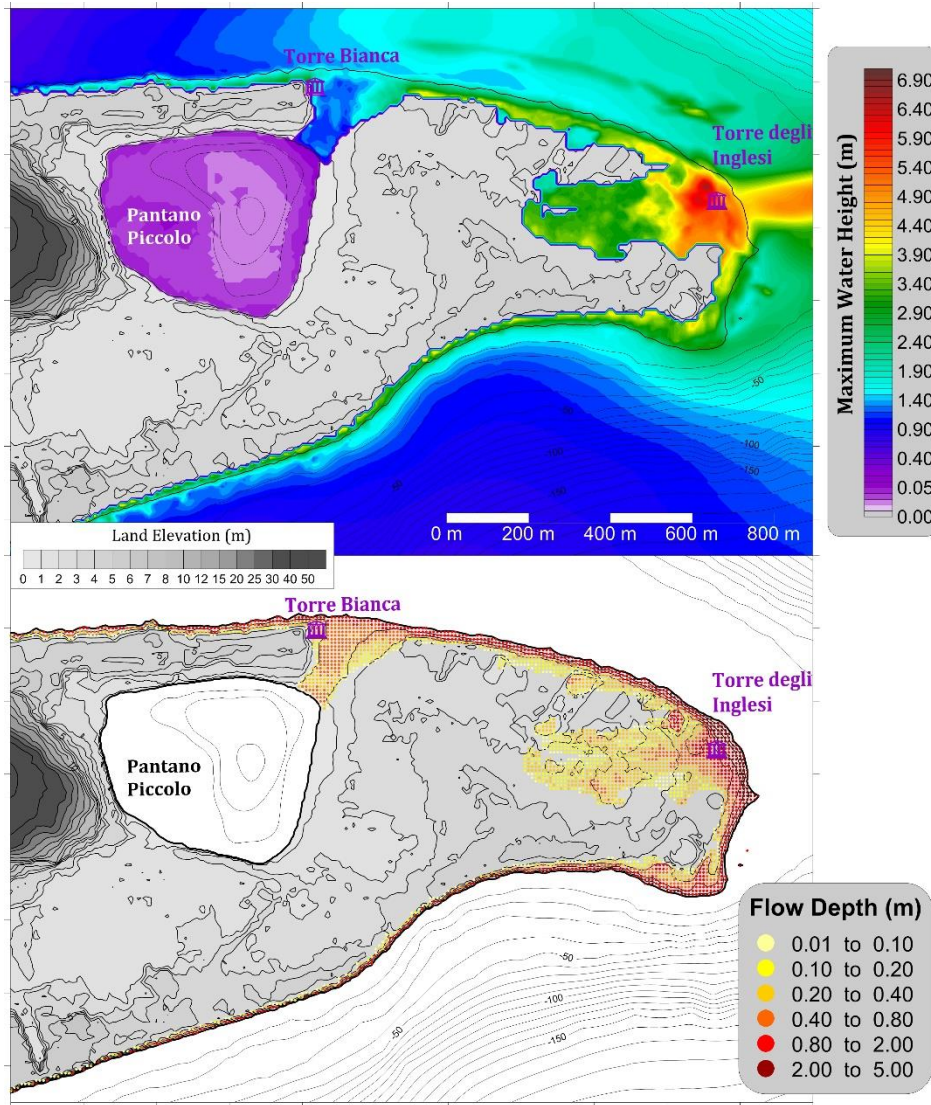 Torre Bianca
Torre degli
Inglesi
Pantano
Piccolo
-50
-50
-100
-100
-150
-150
0 m 200 m 400 m 600 m 800 m
Maximum Water Height (m)
6.90
6.40
5.90
5.40
4.90
4.40
3.90
3.40
2.90
2.40
1.90
1.40
0.90
0.40
0.05
0.00
Land Elevation (m)
0 1 2 3 4 5 6 7 8 10 12 15 20 25 30 40 50
Torre Bianca
Torre degli
Inglesi
Pantano
Piccolo
-50
-50
-100
-150
Flow Depth (m)
0.01 to 0.10
0.10 to 0.20
0.20 to 0.40
0.40 to 0.80
0.80 to 2.00
2.00 to 5.00